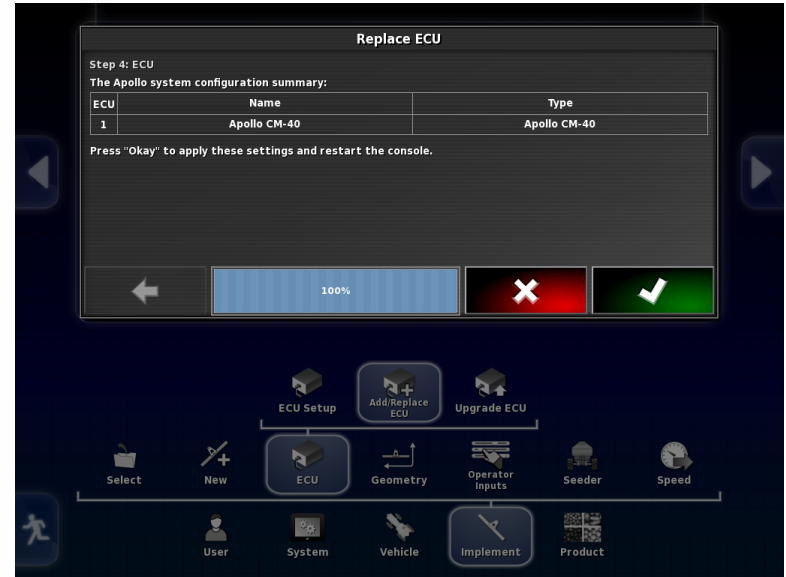 Replace ECU
Step 4: ECU
The Apollo system configuration summary:
ECU Name Type
1 Apollo CM-40 Apollo CM-40
Press "Okay" to apply these settings and restart the console.
100%
ECU Setup
Add/Replace
ECU
Upgrade ECU
Select
New
ECU
Geometry
Operator
Inputs
Seeder
Speed
User
System
Vehicle
Implement
Product